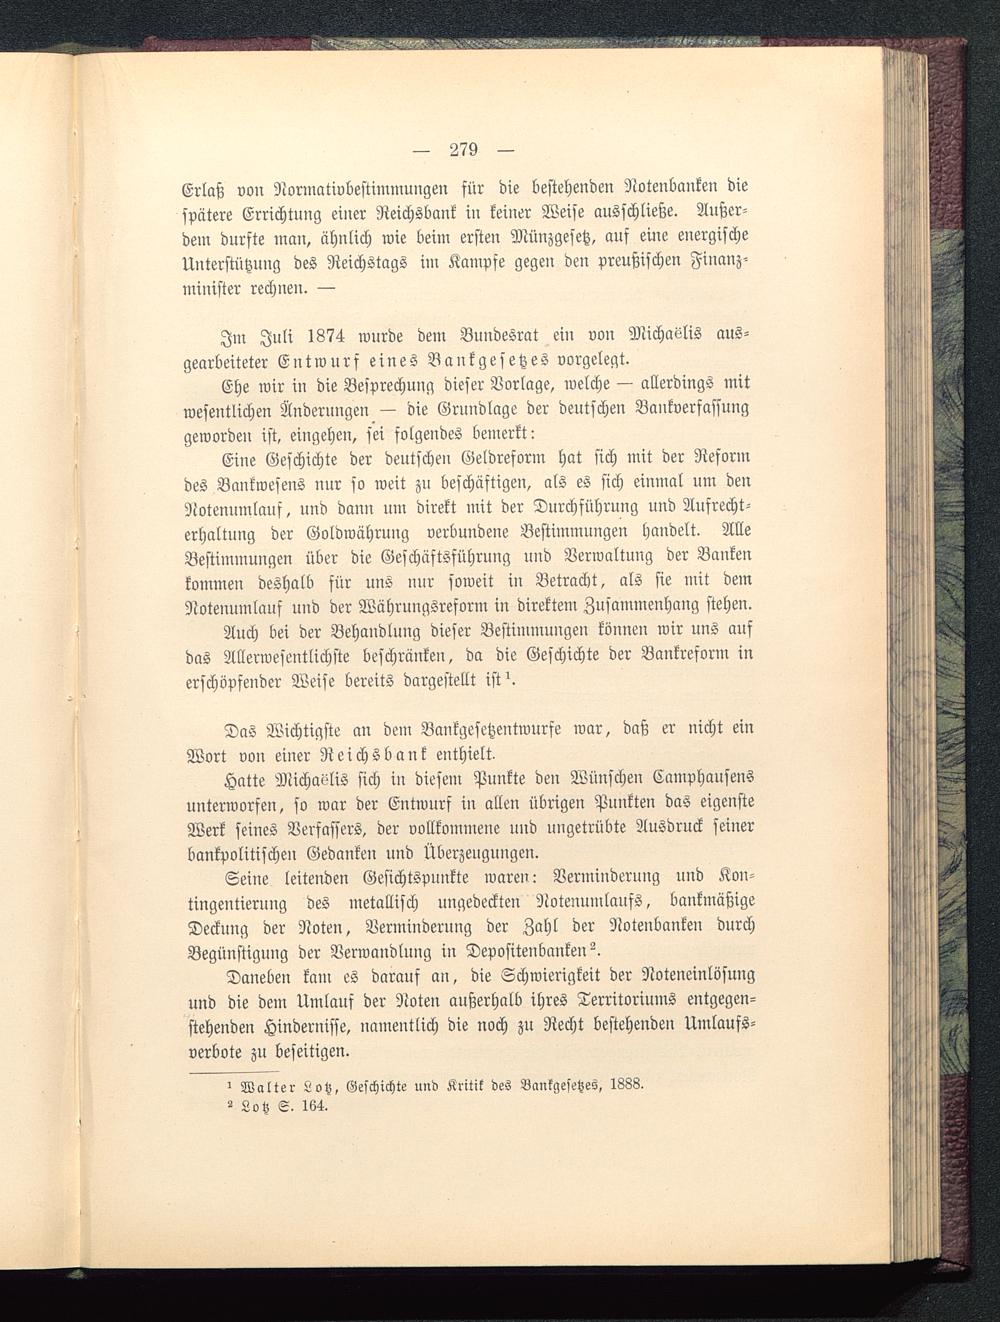 — 279 —
Erlaß von Normativbestimmungen für die bestehenden Notenbanken die
spätere Errichtung einer Reichsbank in keiner Weise ausschließe. Außer-
dem durfte man, ähnlich wie beim ersten Münzgesetz, auf eine energische
Unterstützung des Reichstags im Kampfe gegen den preußischen Finanz-
minister rechnen. —
Im Juli 1874 wurde dem Bundesrat ein von Michaëlis aus-
gearbeiteter Entwurf eines Bankgesetzes vorgelegt.
Ehe wir in die Besprechung dieser Vorlage, welche — allerdings mit
wesentlichen Änderungen — die Grundlage der deutschen Bankverfassung
geworden ist, eingehen, sei folgendes bemerkt:
Eine Geschichte der deutschen Geldreform hat sich mit der Reform
des Bankwesens nur so weit zu beschäftigen, als es sich einmal um den
Notenumlauf, und dann um direkt mit der Durchführung und Aufrecht-
erhaltung der Goldwährung verbundene Bestimmungen handelt. Alle
Bestimmungen über die Geschäftsführung und Verwaltung der Banken
kommen deshalb für uns nur soweit in Betracht, als sie mit dem
Notenumlauf und der Währungsreform in direktem Zusammenhang stehen.
Auch bei der Behandlung dieser Bestimmungen können wir uns auf
das Allerwesentlichste beschränken, da die Geschichte der Bankreform in
erschöpfender Weise bereits dargestellt ist¹.
Das Wichtigste an dem Bankgesetzentwurfe war, daß er nicht ein
Wort von einer Reichsbank enthielt.
Hatte Michaëlis sich in diesem Punkte den Wünschen Camphausens
unterworfen, so war der Entwurf in allen übrigen Punkten das eigenste
Werk seines Verfassers, der vollkommene und ungetrübte Ausdruck seiner
bankpolitischen Gedanken und Überzeugungen.
Seine leitenden Gesichtspunkte waren: Verminderung und Kon-
tingentierung des metallisch ungedeckten Notenumlaufs, bankmäßige
Deckung der Noten, Verminderung der Zahl der Notenbanken durch
Begünstigung der Verwandlung in Depositenbanken².
Daneben kam es darauf an, die Schwierigkeit der Noteneinlösung
und die dem Umlauf der Noten außerhalb ihres Territoriums entgegen-
stehenden Hindernisse, namentlich die noch zu Recht bestehenden Umlaufs-
verbote zu beseitigen.
¹ Walter Lotz, Geschichte und Kritik des Bankgesetzes, 1888.
² Lotz S. 164.